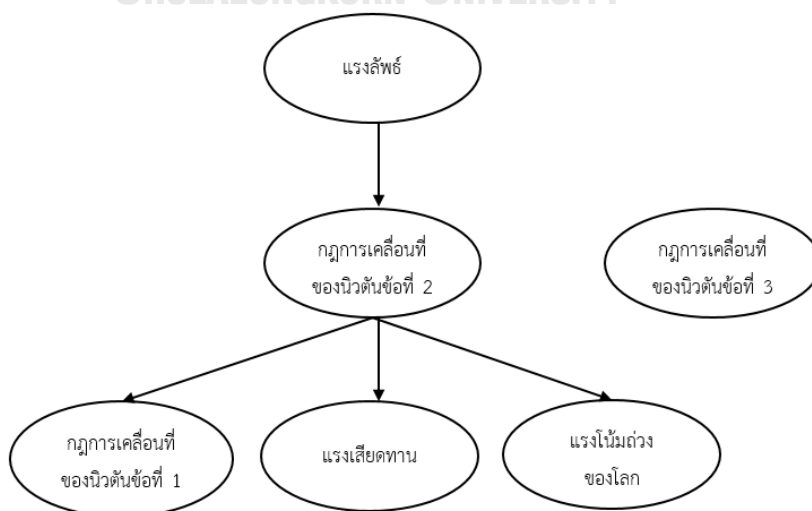 CHULALONGKORN UNIVERSITY
แรงลัพธ์
กฎการเคลื่อนที่
ของนิวตันข้อที่ 2
กฎการเคลื่อนที่
ของนิวตันข้อที่ 3
กฎการเคลื่อนที่
ของนิวตันข้อที่ 1
แรงเสียดทาน
แรงโน้มถ่วง
ของโลก